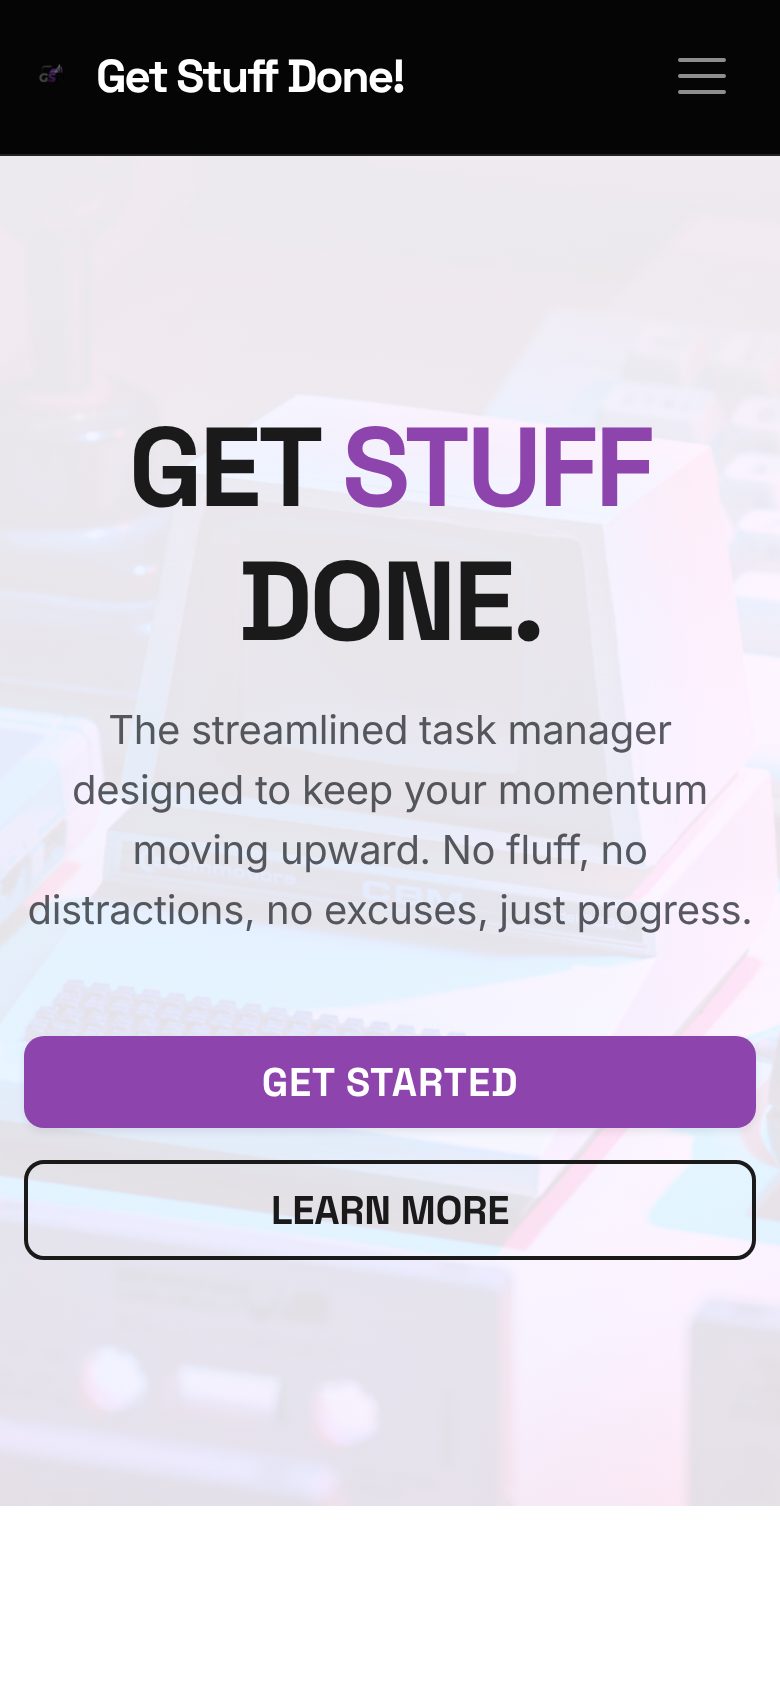 GS
Get Stuff Done!
GET STUFF
DONE.
The streamlined task manager
designed to keep your momentum
moving upward. No fluff, no
distractions, no excuses, just progress.
GET STARTED
LEARN MORE